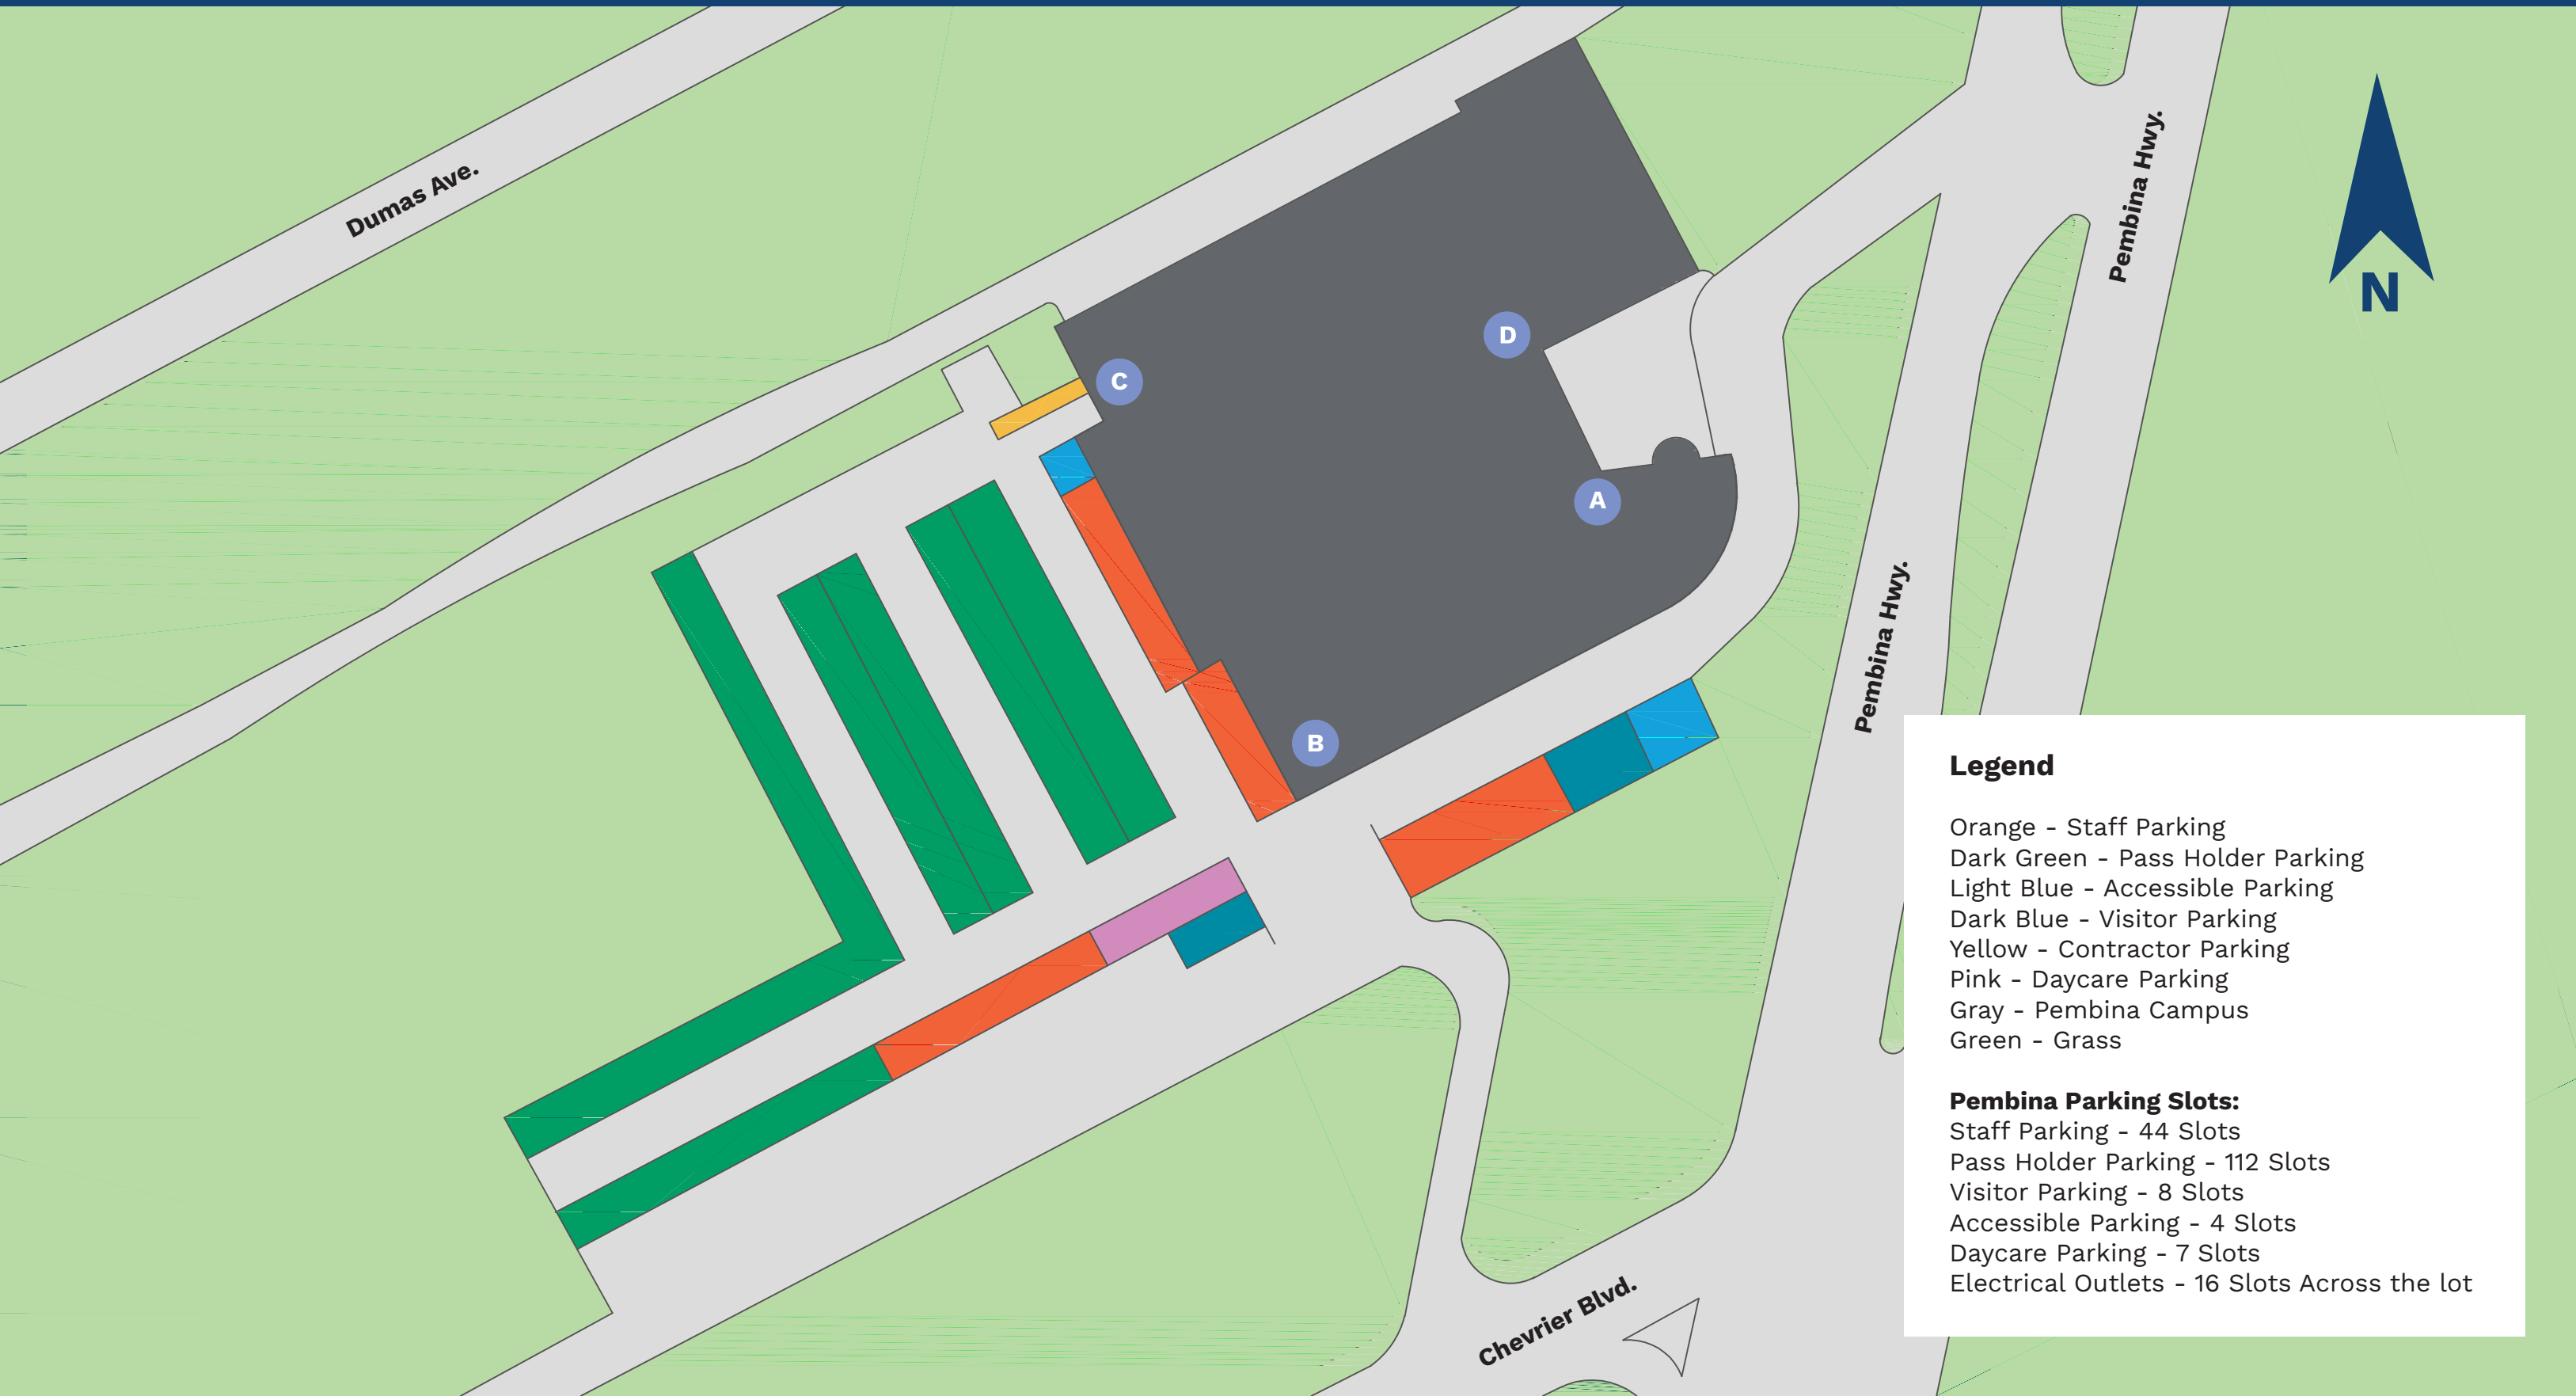 Dumas Ave.
Pembina Hwy.
N
D
C
A
Pembina Hwy.
B
Chevrier Blvd.
Legend
Orange - Staff Parking
Dark Green - Pass Holder Parking
Light Blue - Accessible Parking
Dark Blue - Visitor Parking
Yellow - Contractor Parking
Pink - Daycare Parking
Gray - Pembina Campus
Green - Grass
Pembina Parking Slots:
Staff Parking - 44 Slots
Pass Holder Parking - 112 Slots
Visitor Parking - 8 Slots
Accessible Parking - 4 Slots
Daycare Parking - 7 Slots
Electrical Outlets - 16 Slots Across the lot